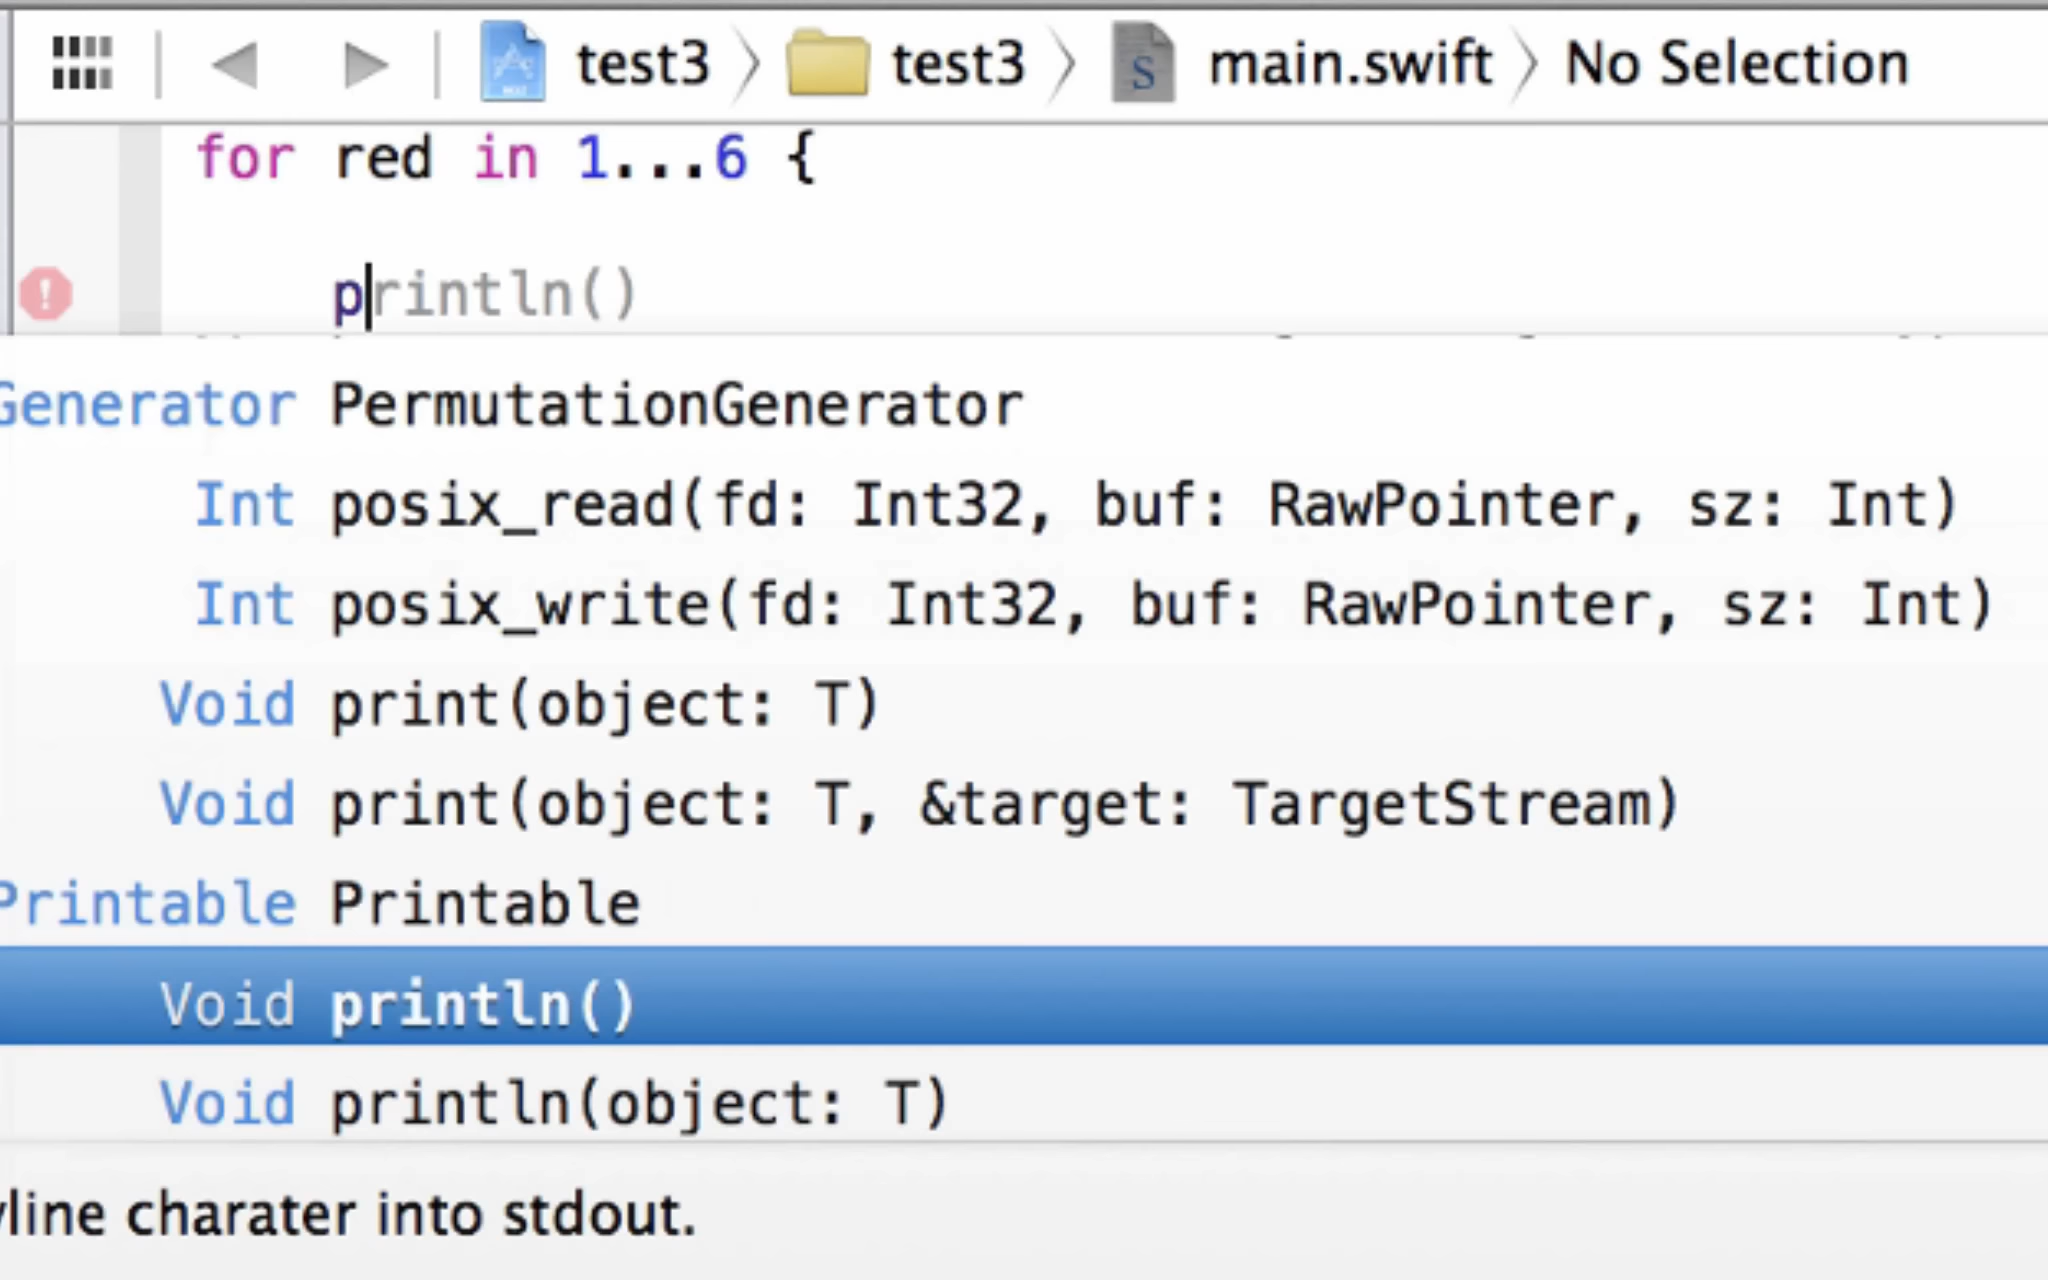 test3 〉 test3 〉 main.swift 〉 No Selection
for red in 1...6 {
println()
Generator PermutationGenerator
Int posix_read(fd: Int32, buf: RawPointer, sz: Int)
Int posix_write(fd: Int32, buf: RawPointer, sz: Int)
Void print(object: T)
Void print(object: T, &target: TargetStream)
Printable Printable
Void println()
Void println(object: T)
line charater into stdout.